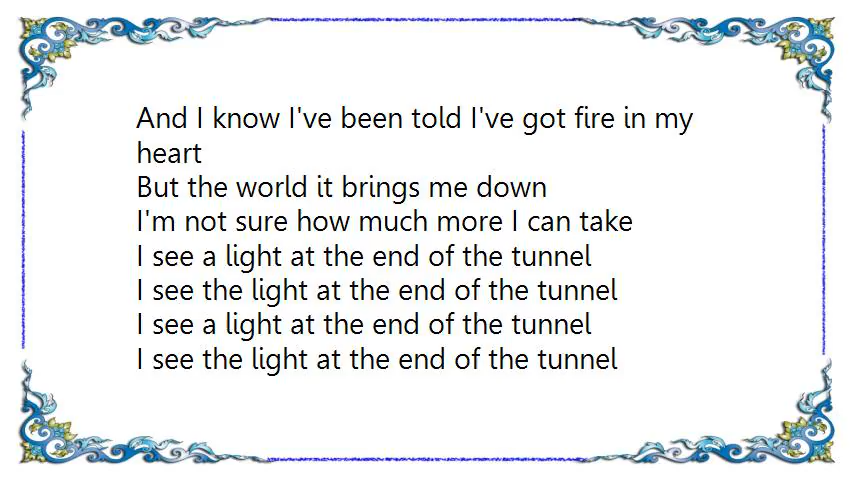 And I know I've been told I've got fire in my
heart
But the world it brings me down
I'm not sure how much more I can take
I see a light at the end of the tunnel
I see the light at the end of the tunnel
I see a light at the end of the tunnel
I see the light at the end of the tunnel